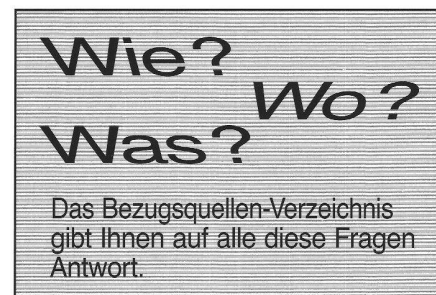 Wie?
Wo?
Was?
Das Bezugsquellen-Verzeichnis
gibt Ihnen auf alle diese Fragen
Antwort.